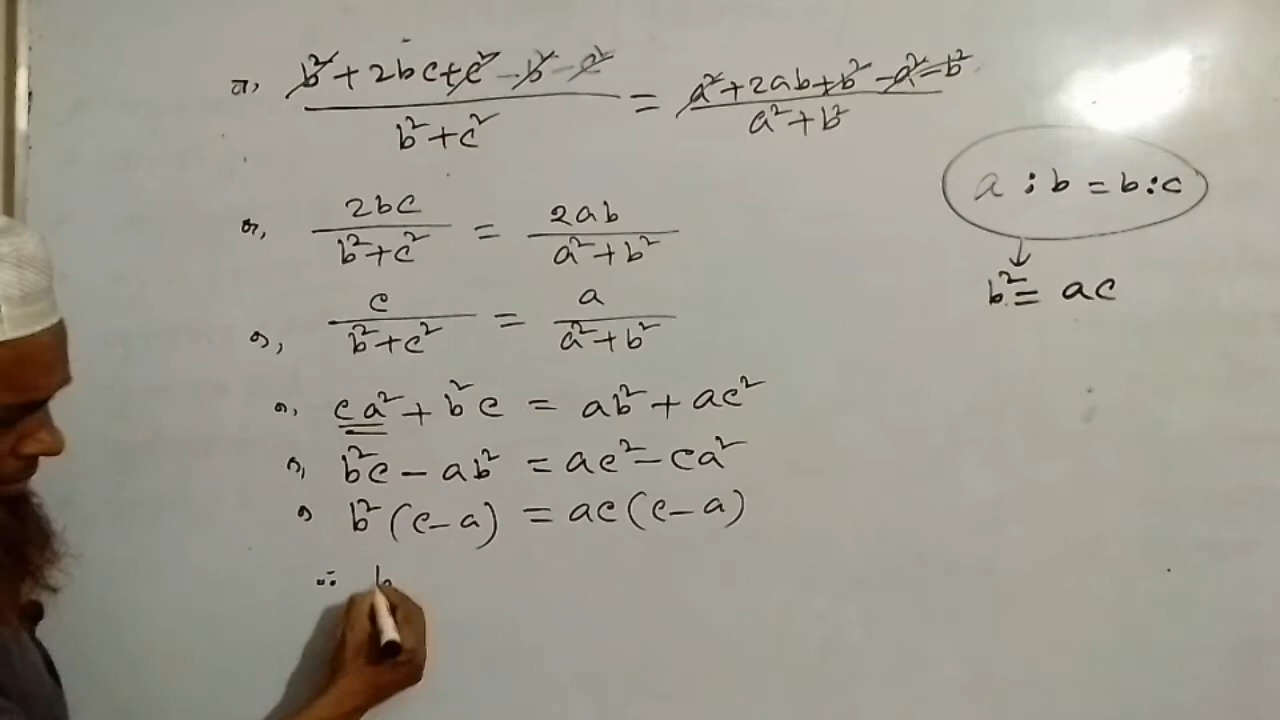 বা, b²+2bc+c²-b²-c² / b²+c² = a²+2ab+b²-a²-b² / a²+b²
a : b = b : c
বা, 2bc / b²+c² = 2ab / a²+b²
b² = ac
বা, c / b²+c² = a / a²+b²
বা, ca² + b²c = ab² + ac²
বা, b²c - ab² = ac² - ca²
বা, b² (c-a) = ac (c-a)
∴ b